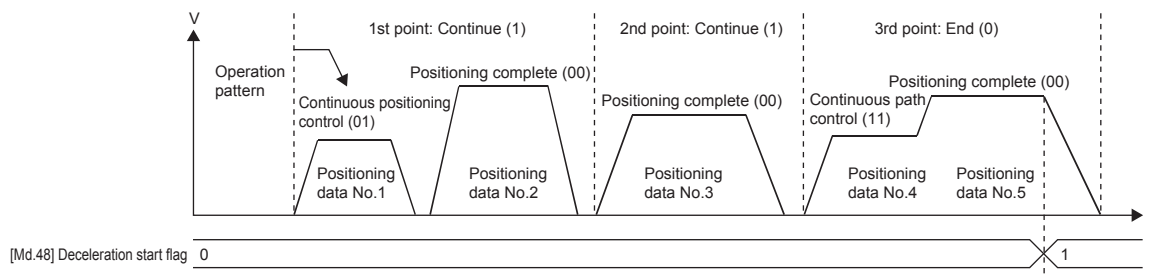 V
1st point: Continue (1)
2nd point: Continue (1)
3rd point: End (0)
Operation
pattern
Positioning complete (00)
Continuous positioning
control (01)
Positioning complete (00)
Positioning complete (00)
Continuous path
control (11)
Positioning
data No.1
Positioning
data No.2
Positioning
data No.3
Positioning
data No.4
Positioning
data No.5
[Md.48] Deceleration start flag 0
1